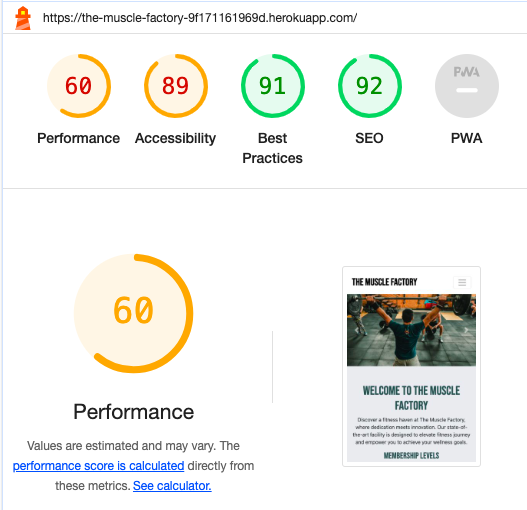 https://the-muscle-factory-9f171161969d.herokuapp.com/
60 89 91 92 PWA
Performance Accessibility Best Practices SEO PWA
60
Performance
Values are estimated and may vary. The
performance score is calculated directly from
these metrics. See calculator.
THE MUSCLE FACTORY
WELCOME TO THE MUSCLE
FACTORY
Discover a fitness haven at The Muscle Factory,
where dedication meets innovation. Our state-of-
the-art facility is designed to elevate fitness journey
and empower you to achieve your wellness goals.
MEMBERSHIP LEVELS